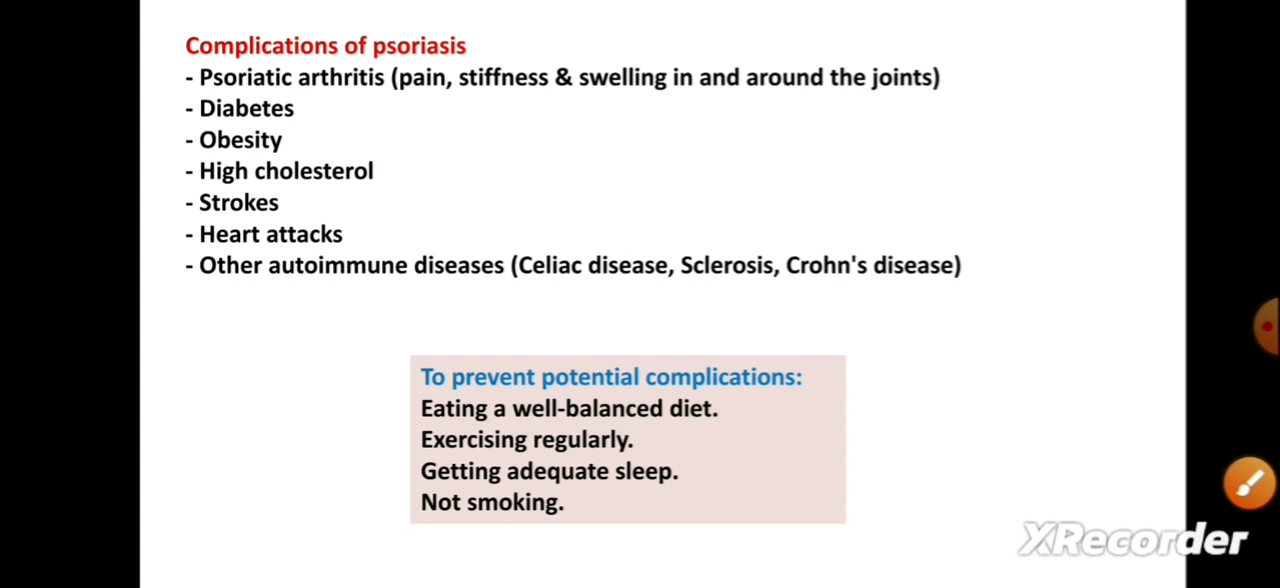 Complications of psoriasis
- Psoriatic arthritis (pain, stiffness & swelling in and around the joints)
- Diabetes
- Obesity
- High cholesterol
- Strokes
- Heart attacks
- Other autoimmune diseases (Celiac disease, Sclerosis, Crohn's disease)
To prevent potential complications:
Eating a well-balanced diet.
Exercising regularly.
Getting adequate sleep.
Not smoking.
XRecorder